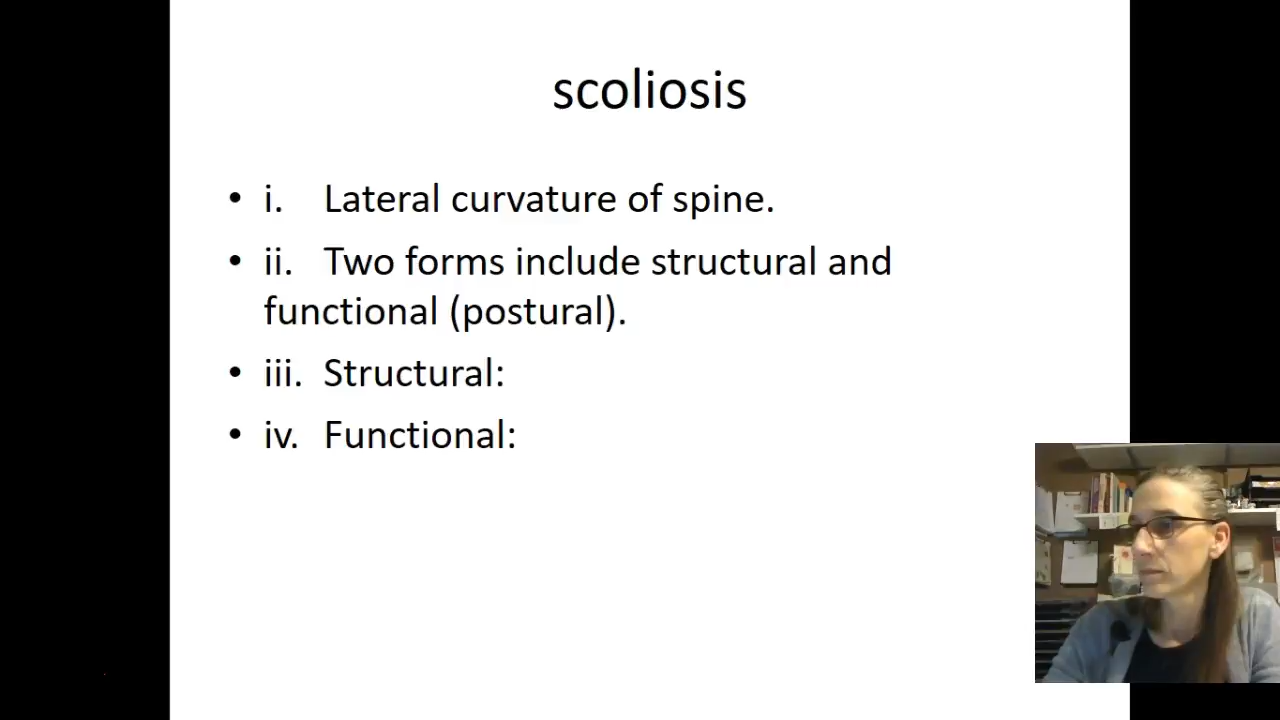 scoliosis
• i. Lateral curvature of spine.
• ii. Two forms include structural and
functional (postural).
• iii. Structural:
• iv. Functional: